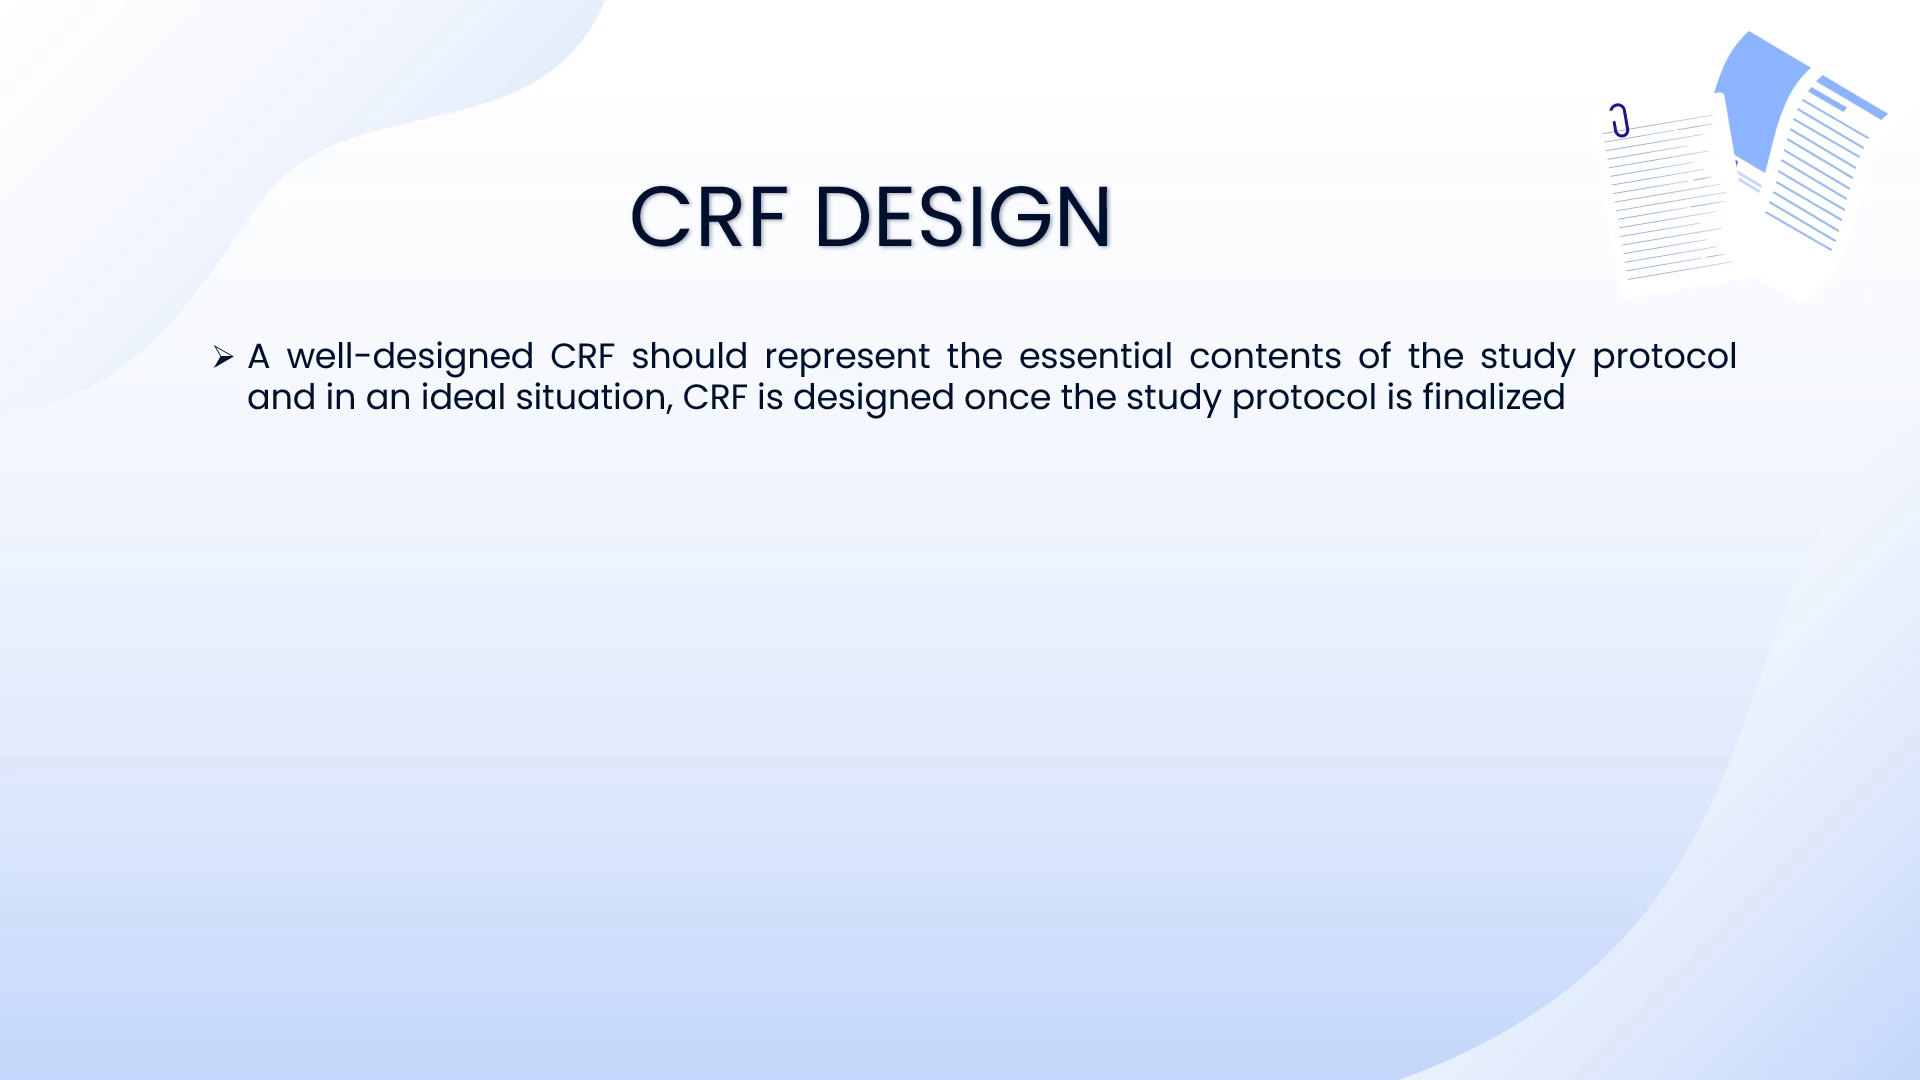 CRF DESIGN
➢ A well-designed CRF should represent the essential contents of the study protocol
and in an ideal situation, CRF is designed once the study protocol is finalized